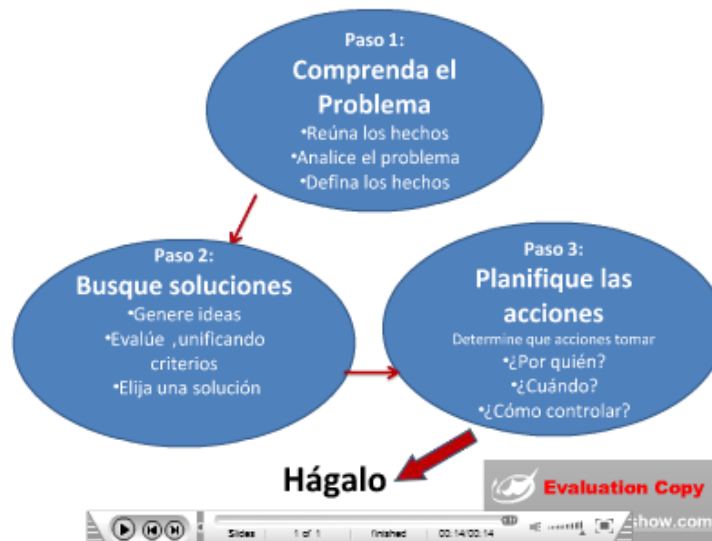 Paso 1:
Comprenda el
Problema
•Reúna los hechos
•Analice el problema
•Defina los hechos
Paso 2:
Busque soluciones
•Genere ideas
•Evalúe ,unificando
criterios
•Elija una solución
Paso 3:
Planifique las
acciones
Determine que acciones tomar
•¿Por quién?
•¿Cuándo?
•¿Cómo controlar?
Hágalo
Evaluation Copy
show.com
Slides 1 of 1 finished 00:14/00:14